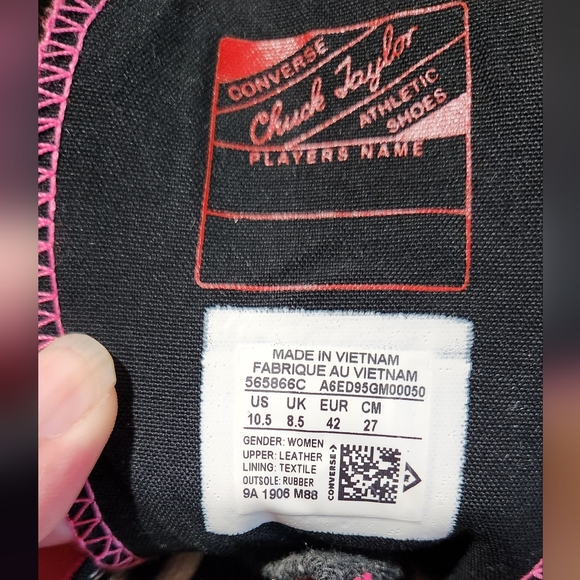 CONVERSE
Chuck Taylor
ATHLETIC
SHOES
PLAYERS NAME
MADE IN VIETNAM
FABRIQUE AU VIETNAM
565866C A6ED95GM00050
US UK EUR CM
10.5 8.5 42 27
GENDER: WOMEN
UPPER: LEATHER
LINING: TEXTILE
OUTSOLE: RUBBER
9A 1906 M88
CONVERSE